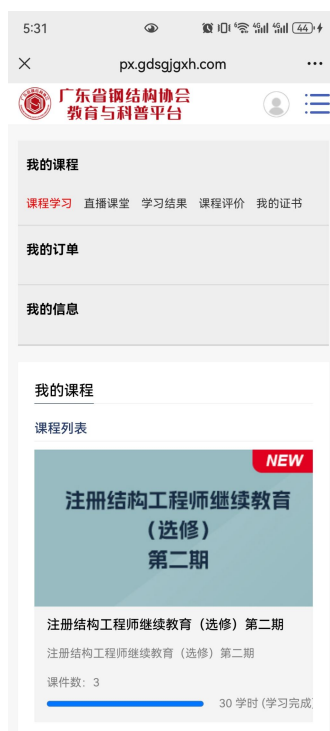 5:31
44
px.gdsgjgxh.com
广东省钢结构协会
教育与科普平台
我的课程
课程学习 直播课堂 学习结果 课程评价 我的证书
我的订单
我的信息
我的课程
课程列表
NEW
注册结构工程师继续教育
(选修)
第二期
注册结构工程师继续教育（选修）第二期
注册结构工程师继续教育（选修）第二期
课件数：3
30 学时 (学习完成)